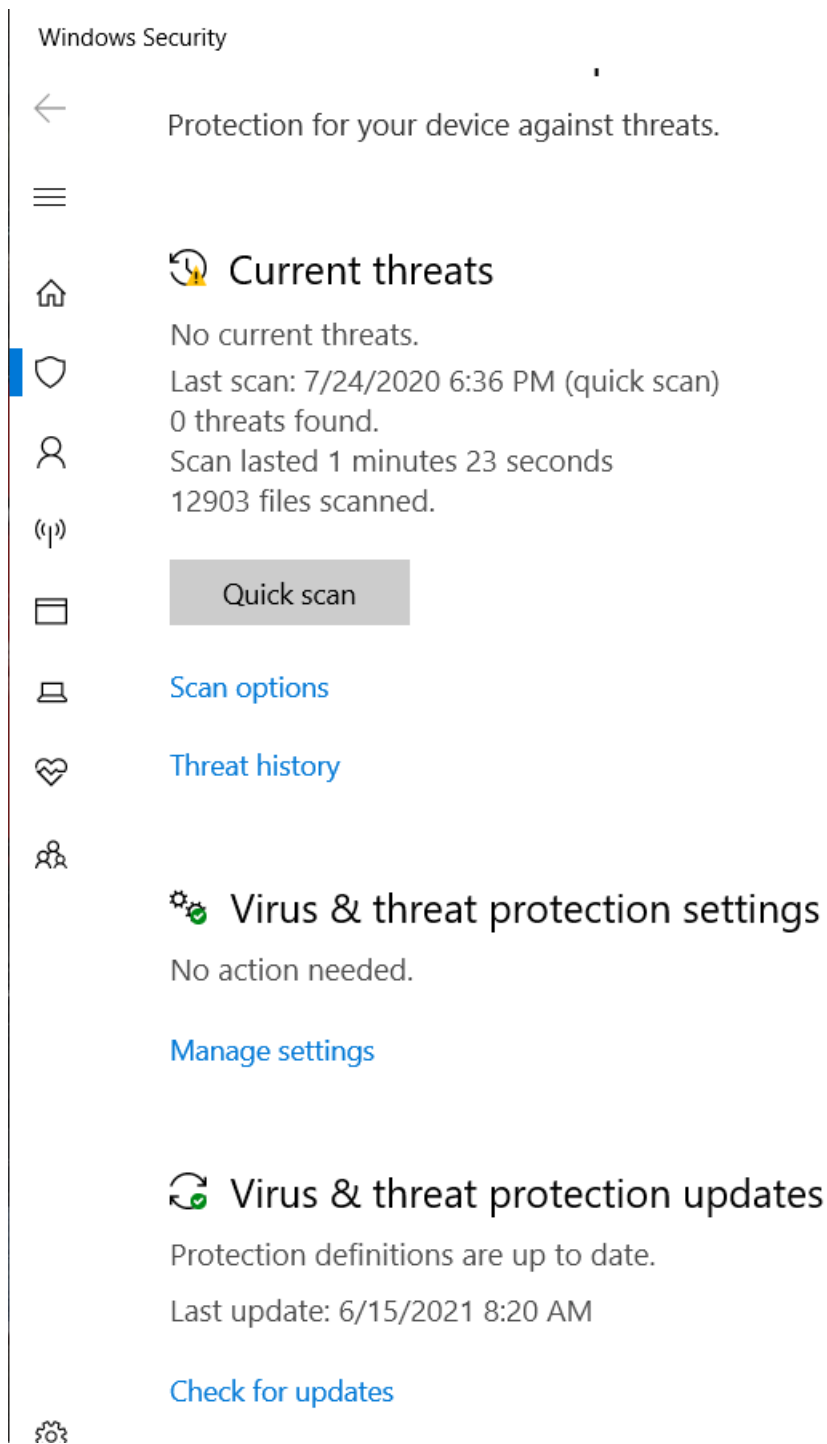 Windows Security
Protection for your device against threats.
Current threats
No current threats.
Last scan: 7/24/2020 6:36 PM (quick scan)
0 threats found.
Scan lasted 1 minutes 23 seconds
12903 files scanned.
Quick scan
Scan options
Threat history
Virus & threat protection settings
No action needed.
Manage settings
Virus & threat protection updates
Protection definitions are up to date.
Last update: 6/15/2021 8:20 AM
Check for updates